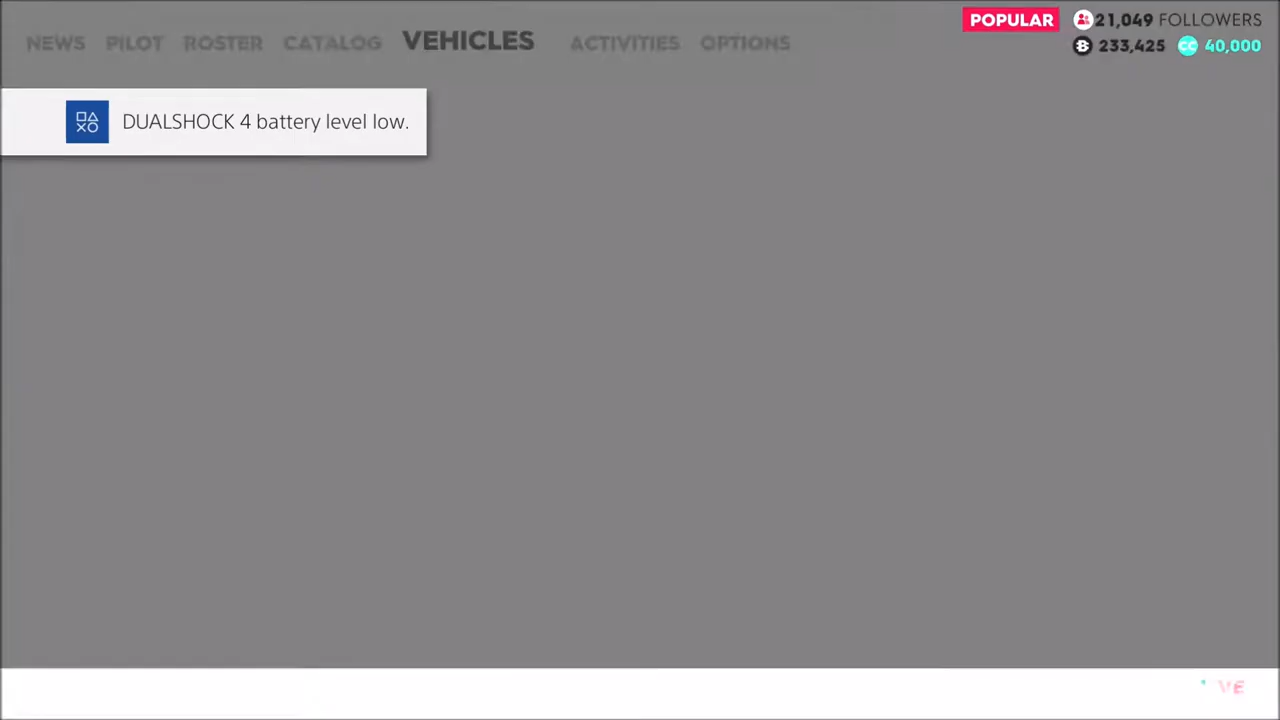 POPULAR 21,049 FOLLOWERS
NEWS PILOT ROSTER CATALOG VEHICLES ACTIVITIES OPTIONS
233,425 CC 40,000
DUALSHOCK 4 battery level low.